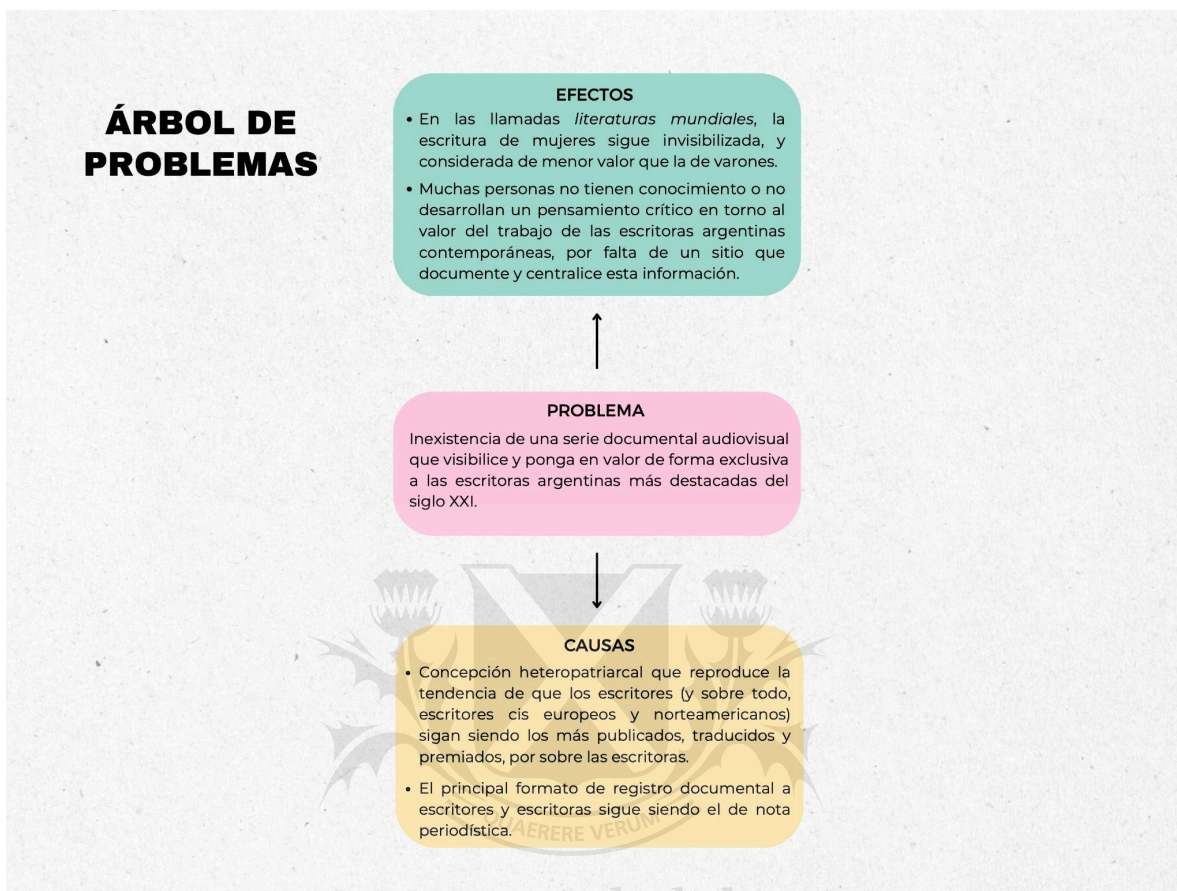 ÁRBOL DE
PROBLEMAS
EFECTOS
• En las llamadas literaturas mundiales, la
escritura de mujeres sigue invisibilizada, y
considerada de menor valor que la de varones.
• Muchas personas no tienen conocimiento o no
desarrollan un pensamiento crítico en torno al
valor del trabajo de las escritoras argentinas
contemporáneas, por falta de un sitio que
documente y centralice esta información.
PROBLEMA
Inexistencia de una serie documental audiovisual
que visibilice y ponga en valor de forma exclusiva
a las escritoras argentinas más destacadas del
siglo XXI.
CAUSAS
• Concepción heteropatriarcal que reproduce la
tendencia de que los escritores (y sobre todo,
escritores cis europeos y norteamericanos)
sigan siendo los más publicados, traducidos y
premiados, por sobre las escritoras.
• El principal formato de registro documental a
escritores y escritoras sigue siendo el de nota
periodística.
QUAERERE VERUM